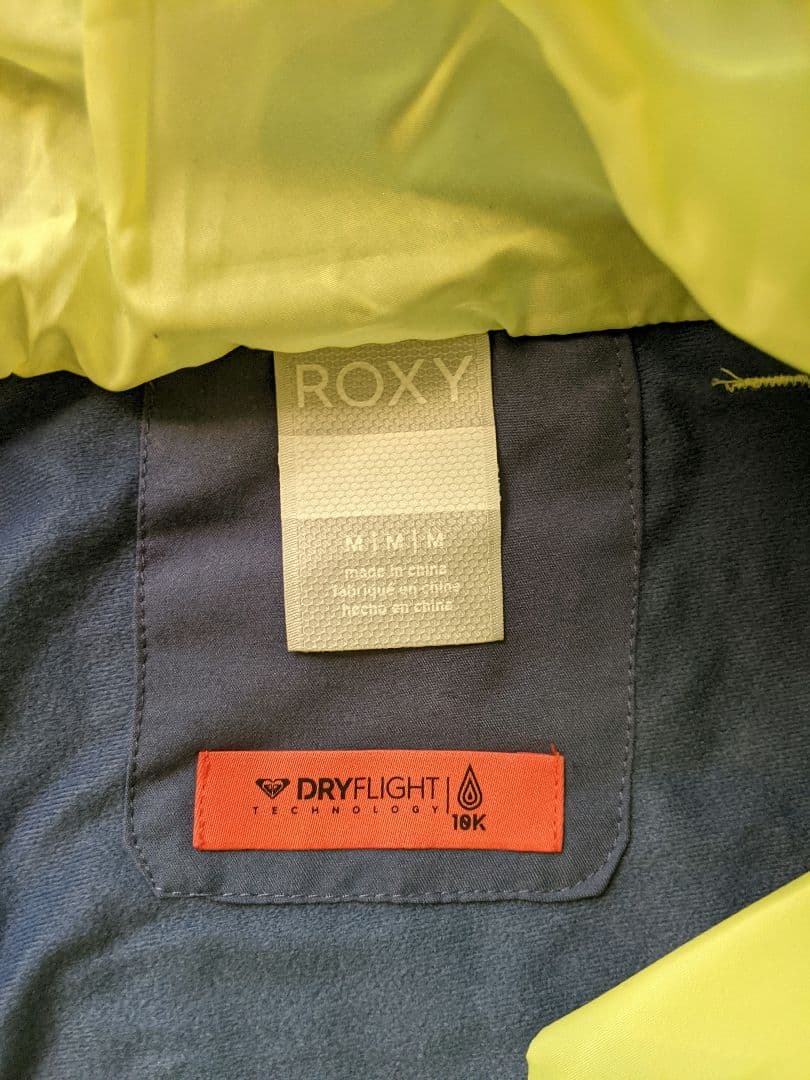 ROXY
M | M | M
made in china
fabriqué en chine
hecho en china
DRYFLIGHT
TECHNOLOGY
10K